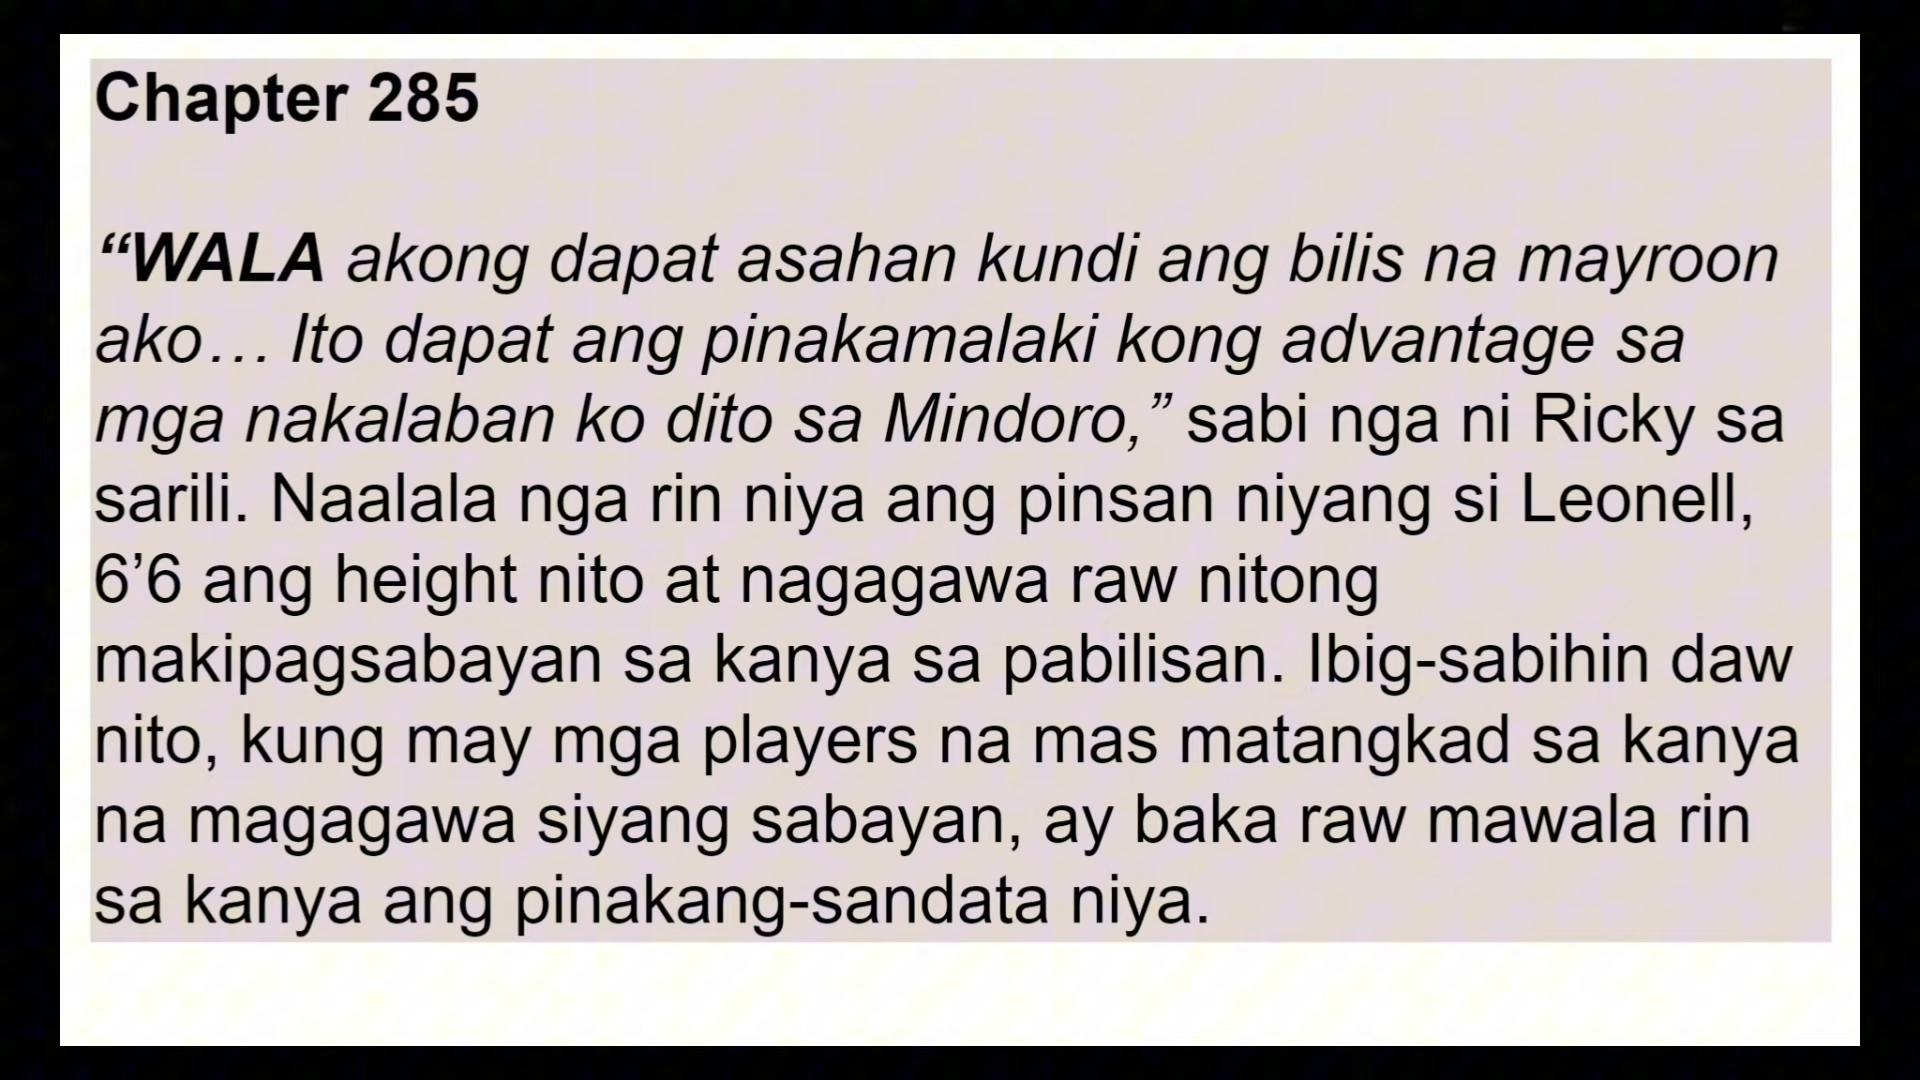 Chapter 285
“WALA akong dapat asahan kundi ang bilis na mayroon
ako… Ito dapat ang pinakamalaki kong advantage sa
mga nakalaban ko dito sa Mindoro,” sabi nga ni Ricky sa
sarili. Naalala nga rin niya ang pinsan niyang si Leonell,
6’6 ang height nito at nagagawa raw nitong
makipagsabayan sa kanya sa pabilisan. Ibig-sabihin daw
nito, kung may mga players na mas matangkad sa kanya
na magagawa siyang sabayan, ay baka raw mawala rin
sa kanya ang pinakang-sandata niya.